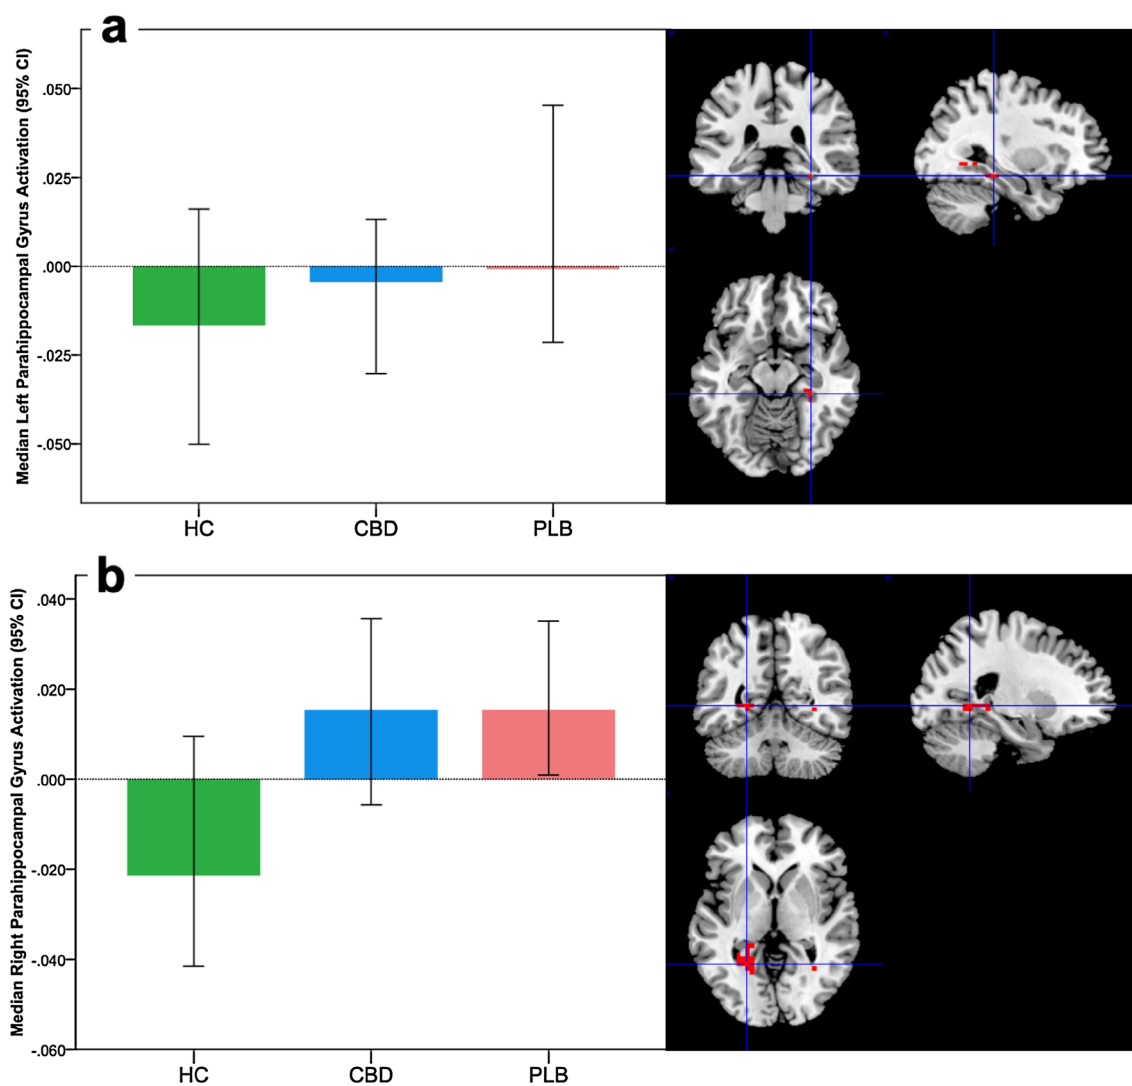 a
Median Left Parahippocampal Gyrus Activation (95% CI)
.050
.025
.000
-.025
-.050
HC CBD PLB
b
Median Right Parahippocampal Gyrus Activation (95% CI)
.040
.020
.000
-.020
-.040
-.060
HC CBD PLB